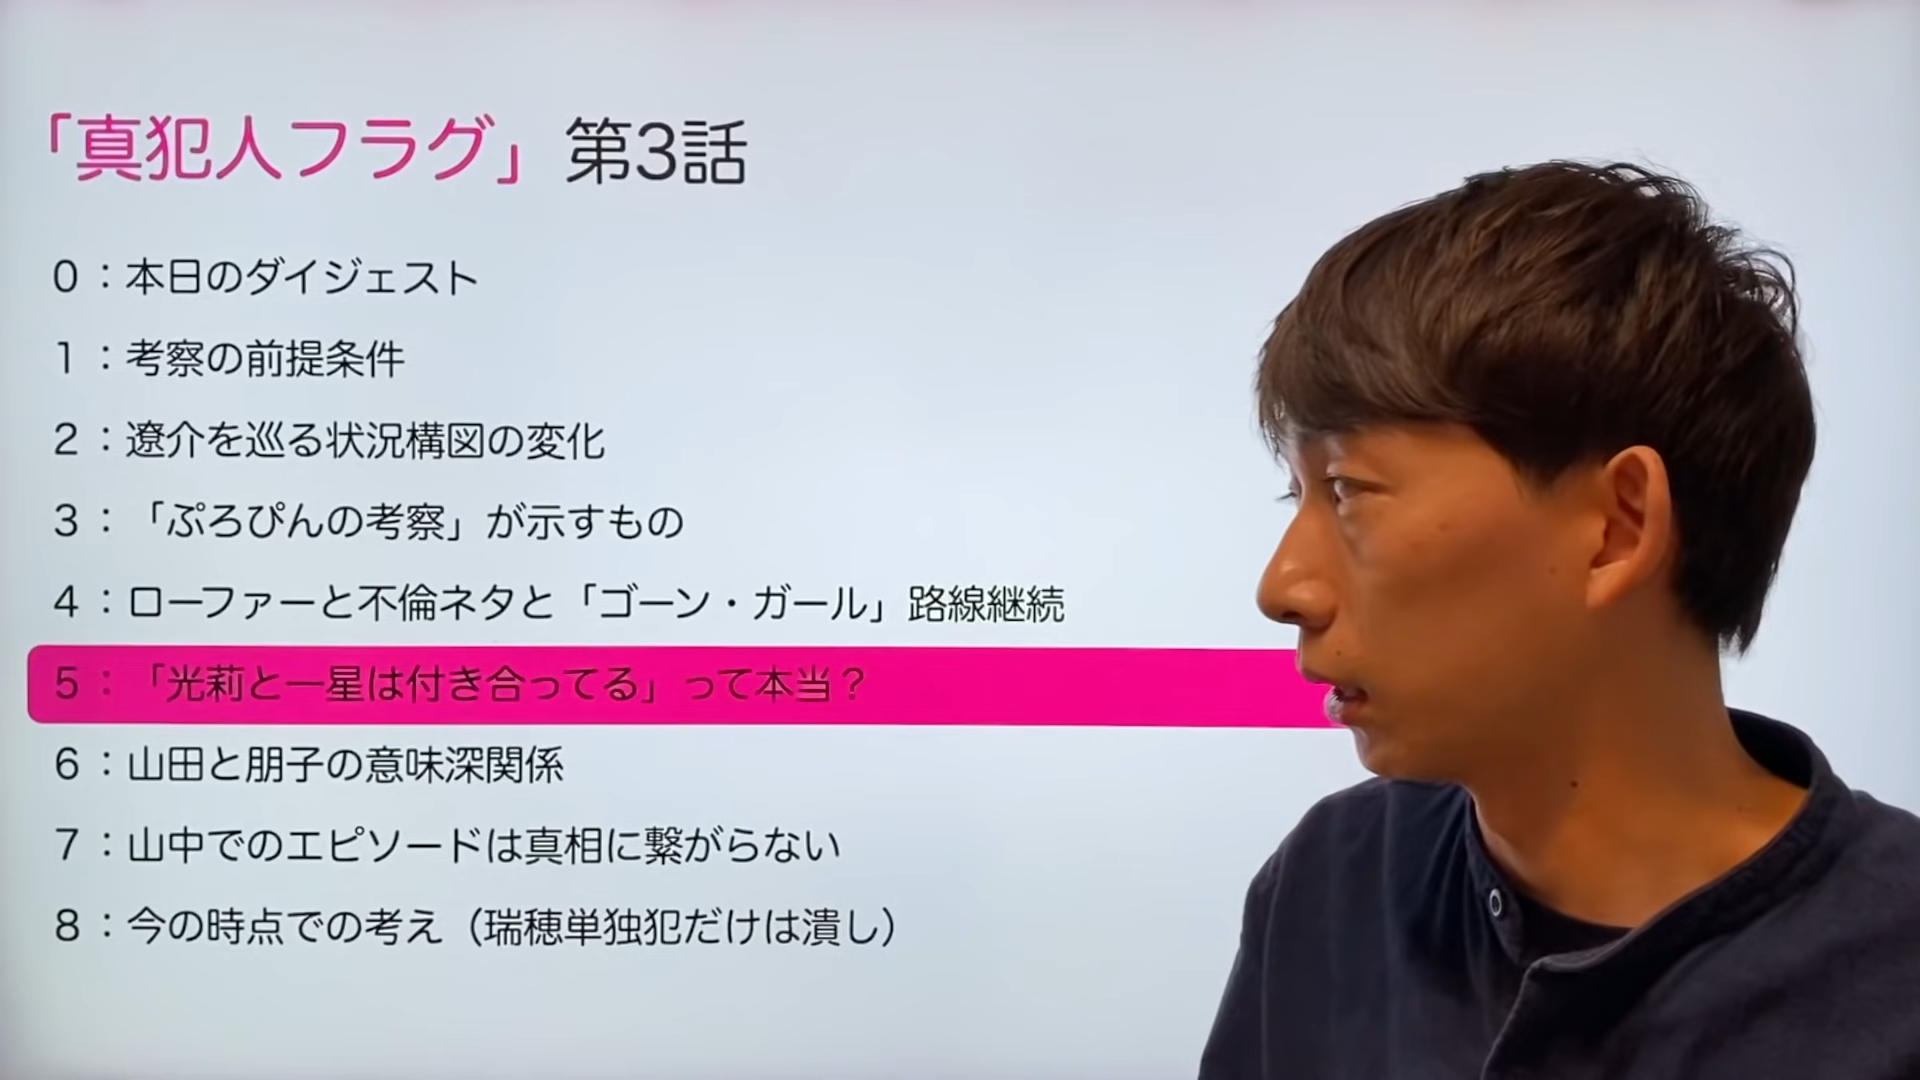 「真犯人フラグ」第3話
0：本日のダイジェスト
1：考察の前提条件
2：遼介を巡る状況構図の変化
3：「ぷろぴんの考察」が示すもの
4：ローファーと不倫ネタと「ゴーン・ガール」路線継続
5：「光莉と一星は付き合ってる」って本当？
6：山田と朋子の意味深関係
7：山中でのエピソードは真相に繋がらない
8：今の時点での考え（瑞穂単独犯だけは潰し）